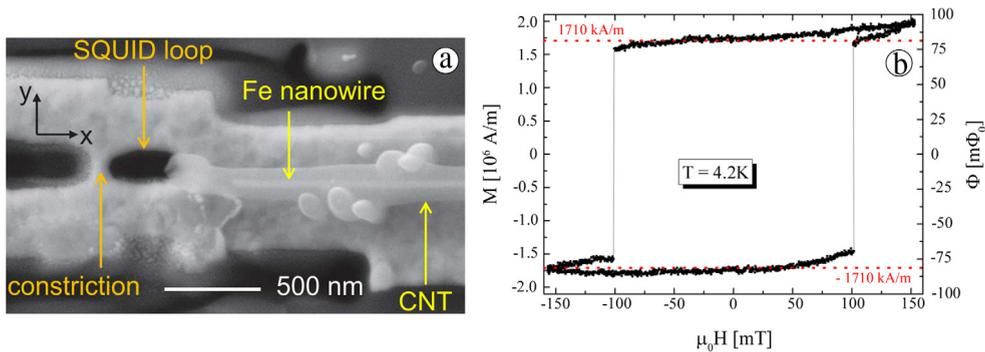 SQUID loop
a
Fe nanowire
y
x
constriction
500 nm
CNT
2.0
1.5
1.0
0.5
0
-0.5
-1.0
-1.5
-2.0
M [10⁶ A/m]
1710 kA/m
b
T = 4.2K
- 1710 kA/m
100
75
50
25
0
-25
-50
-75
-100
Φ [mΦ₀]
-150 -100 -50 0 50 100 150
μ₀H [mT]